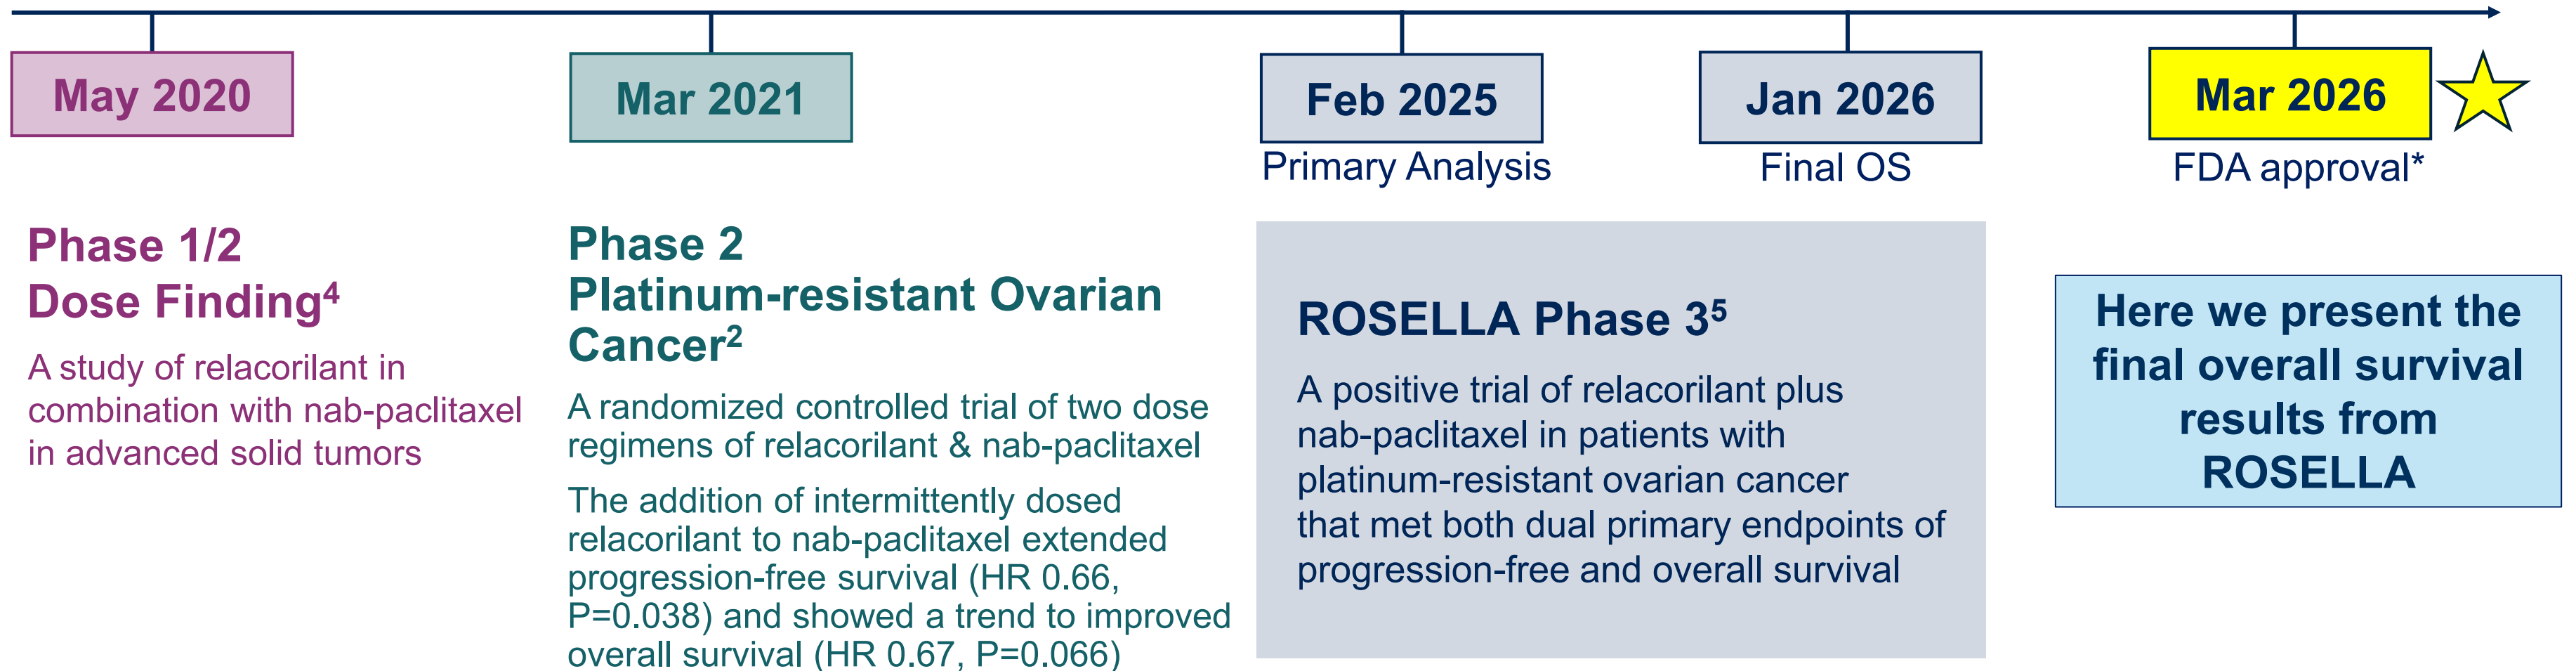 May 2020
Mar 2021
Feb 2025
Primary Analysis
Jan 2026
Final OS
Mar 2026
FDA approval*
Phase 1/2
Dose Finding⁴
A study of relacorilant in
combination with nab-paclitaxel
in advanced solid tumors
Phase 2
Platinum-resistant Ovarian
Cancer²
A randomized controlled trial of two dose
regimens of relacorilant & nab-paclitaxel
The addition of intermittently dosed
relacorilant to nab-paclitaxel extended
progression-free survival (HR 0.66,
P=0.038) and showed a trend to improved
overall survival (HR 0.67, P=0.066)
ROSELLA Phase 3⁵
A positive trial of relacorilant plus
nab-paclitaxel in patients with
platinum-resistant ovarian cancer
that met both dual primary endpoints of
progression-free and overall survival
Here we present the
final overall survival
results from
ROSELLA